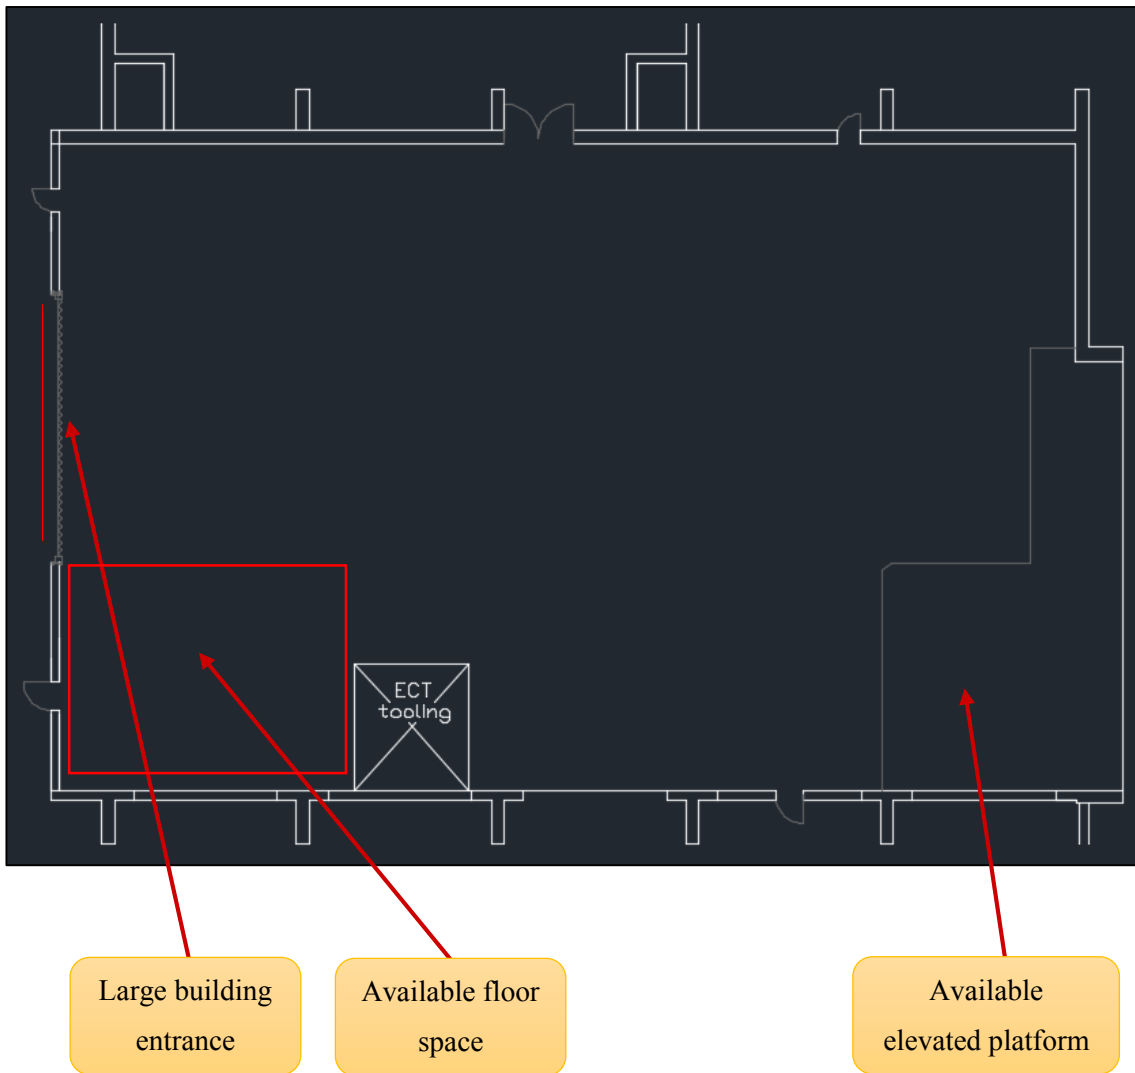 ECT
tooling
Large building
entrance
Available floor
space
Available
elevated platform